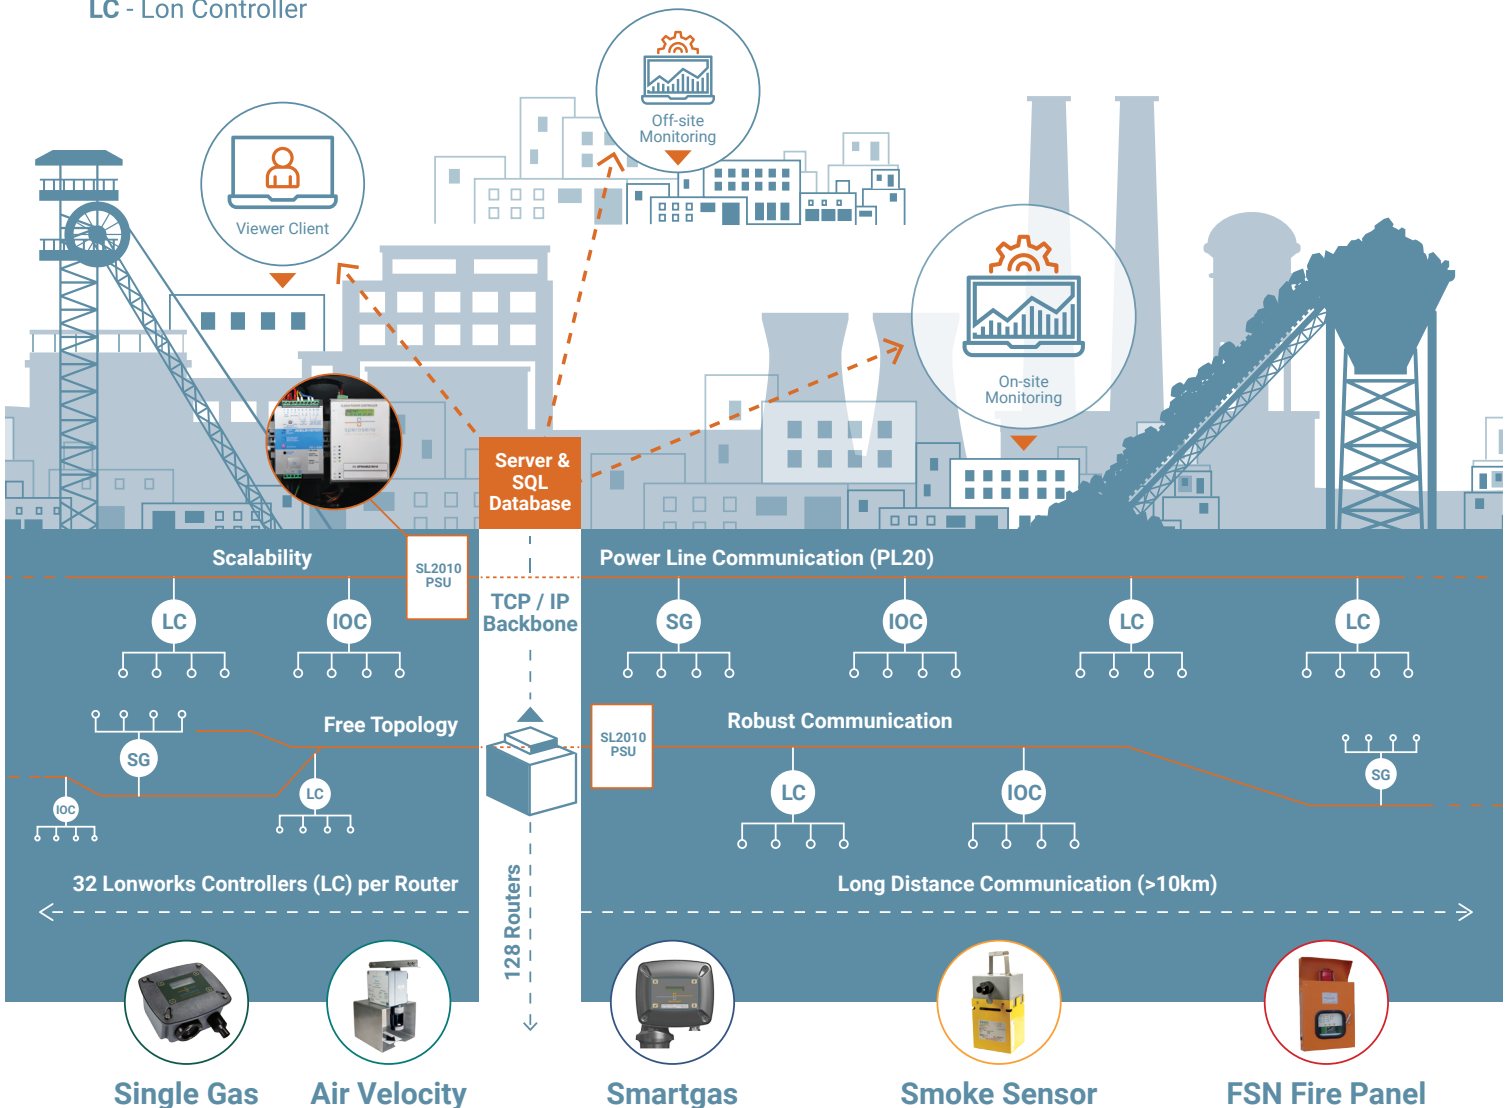 LC - Lon Controller
Off-site
Monitoring
Viewer Client
On-site
Monitoring
Server &
SQL
Database
Scalability
SL2010
PSU
Power Line Communication (PL20)
TCP / IP
Backbone
LC
IOC
SG
IOC
LC
LC
Free Topology
SL2010
PSU
Robust Communication
SG
IOC
LC
LC
IOC
SG
32 Lonworks Controllers (LC) per Router
128 Routers
Long Distance Communication (>10km)
Single Gas
Air Velocity
Smartgas
Smoke Sensor
FSN Fire Panel